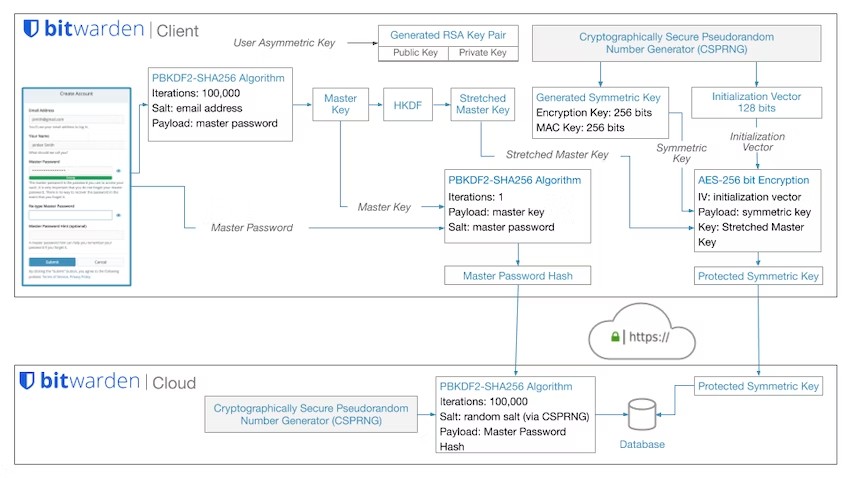 bitwarden | Client
User Asymmetric Key
Generated RSA Key Pair
Public Key
Private Key
Cryptographically Secure Pseudorandom
Number Generator (CSPRNG)
PBKDF2-SHA256 Algorithm
Iterations: 100,000
Salt: email address
Payload: master password
Master
Key
HKDF
Stretched
Master Key
Generated Symmetric Key
Encryption Key: 256 bits
MAC Key: 256 bits
Initialization Vector
128 bits
Create Account
Email Address
Your Name
Master Password
Re-type Master Password
Master Password Hint (optional)
Submit
Cancel
Stretched Master Key
Symmetric
Key
Initialization
Vector
PBKDF2-SHA256 Algorithm
Iterations: 1
Payload: master key
Salt: master password
AES-256 bit Encryption
IV: initialization vector
Payload: symmetric key
Key: Stretched Master
Key
Master Key
Master Password
Master Password Hash
Protected Symmetric Key
https://
bitwarden | Cloud
Cryptographically Secure Pseudorandom
Number Generator (CSPRNG)
PBKDF2-SHA256 Algorithm
Iterations: 100,000
Salt: random salt (via CSPRNG)
Payload: Master Password
Hash
Database
Protected Symmetric Key